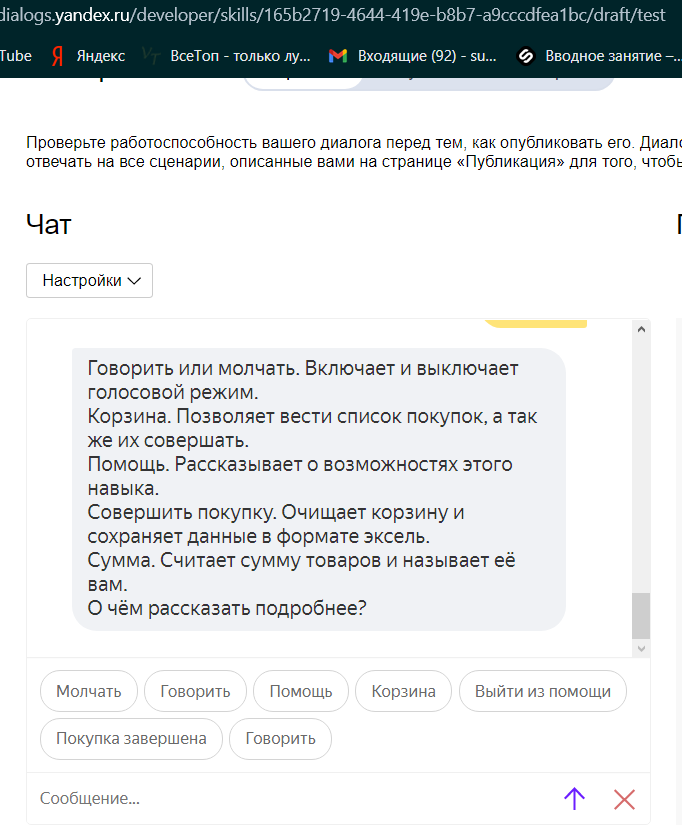 dialogs.yandex.ru/developer/skills/165b2719-4644-419e-b8b7-a9cccdfea1bc/draft/test
Tube Яндекс ВсеТоп - только лу... Входящие (92) - su... Вводное занятие –...
Проверьте работоспособность вашего диалога перед тем, как опубликовать его. Диало
отвечать на все сценарии, описанные вами на странице «Публикация» для того, чтобы
Чат
Настройки
Говорить или молчать. Включает и выключает
голосовой режим.
Корзина. Позволяет вести список покупок, а так
же их совершать.
Помощь. Рассказывает о возможностях этого
навыка.
Совершить покупку. Очищает корзину и
сохраняет данные в формате эксель.
Сумма. Считает сумму товаров и называет её
вам.
О чём рассказать подробнее?
Молчать Говорить Помощь Корзина Выйти из помощи
Покупка завершена Говорить
Сообщение...